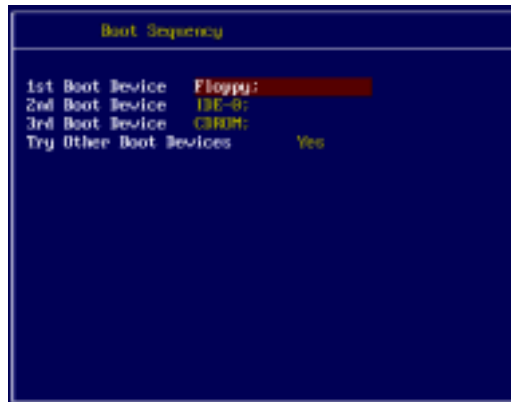 Boot Sequency
1st Boot Device Floppy:
2nd Boot Device IDE-0:
3rd Boot Device CDROM:
Try Other Boot Devices Yes